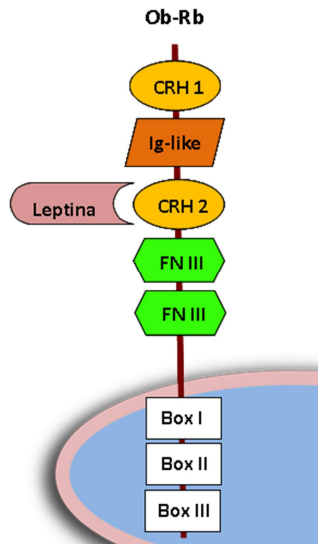 Ob-Rb
CRH 1
Ig-like
Leptina
CRH 2
FN III
FN III
Box I
Box II
Box III